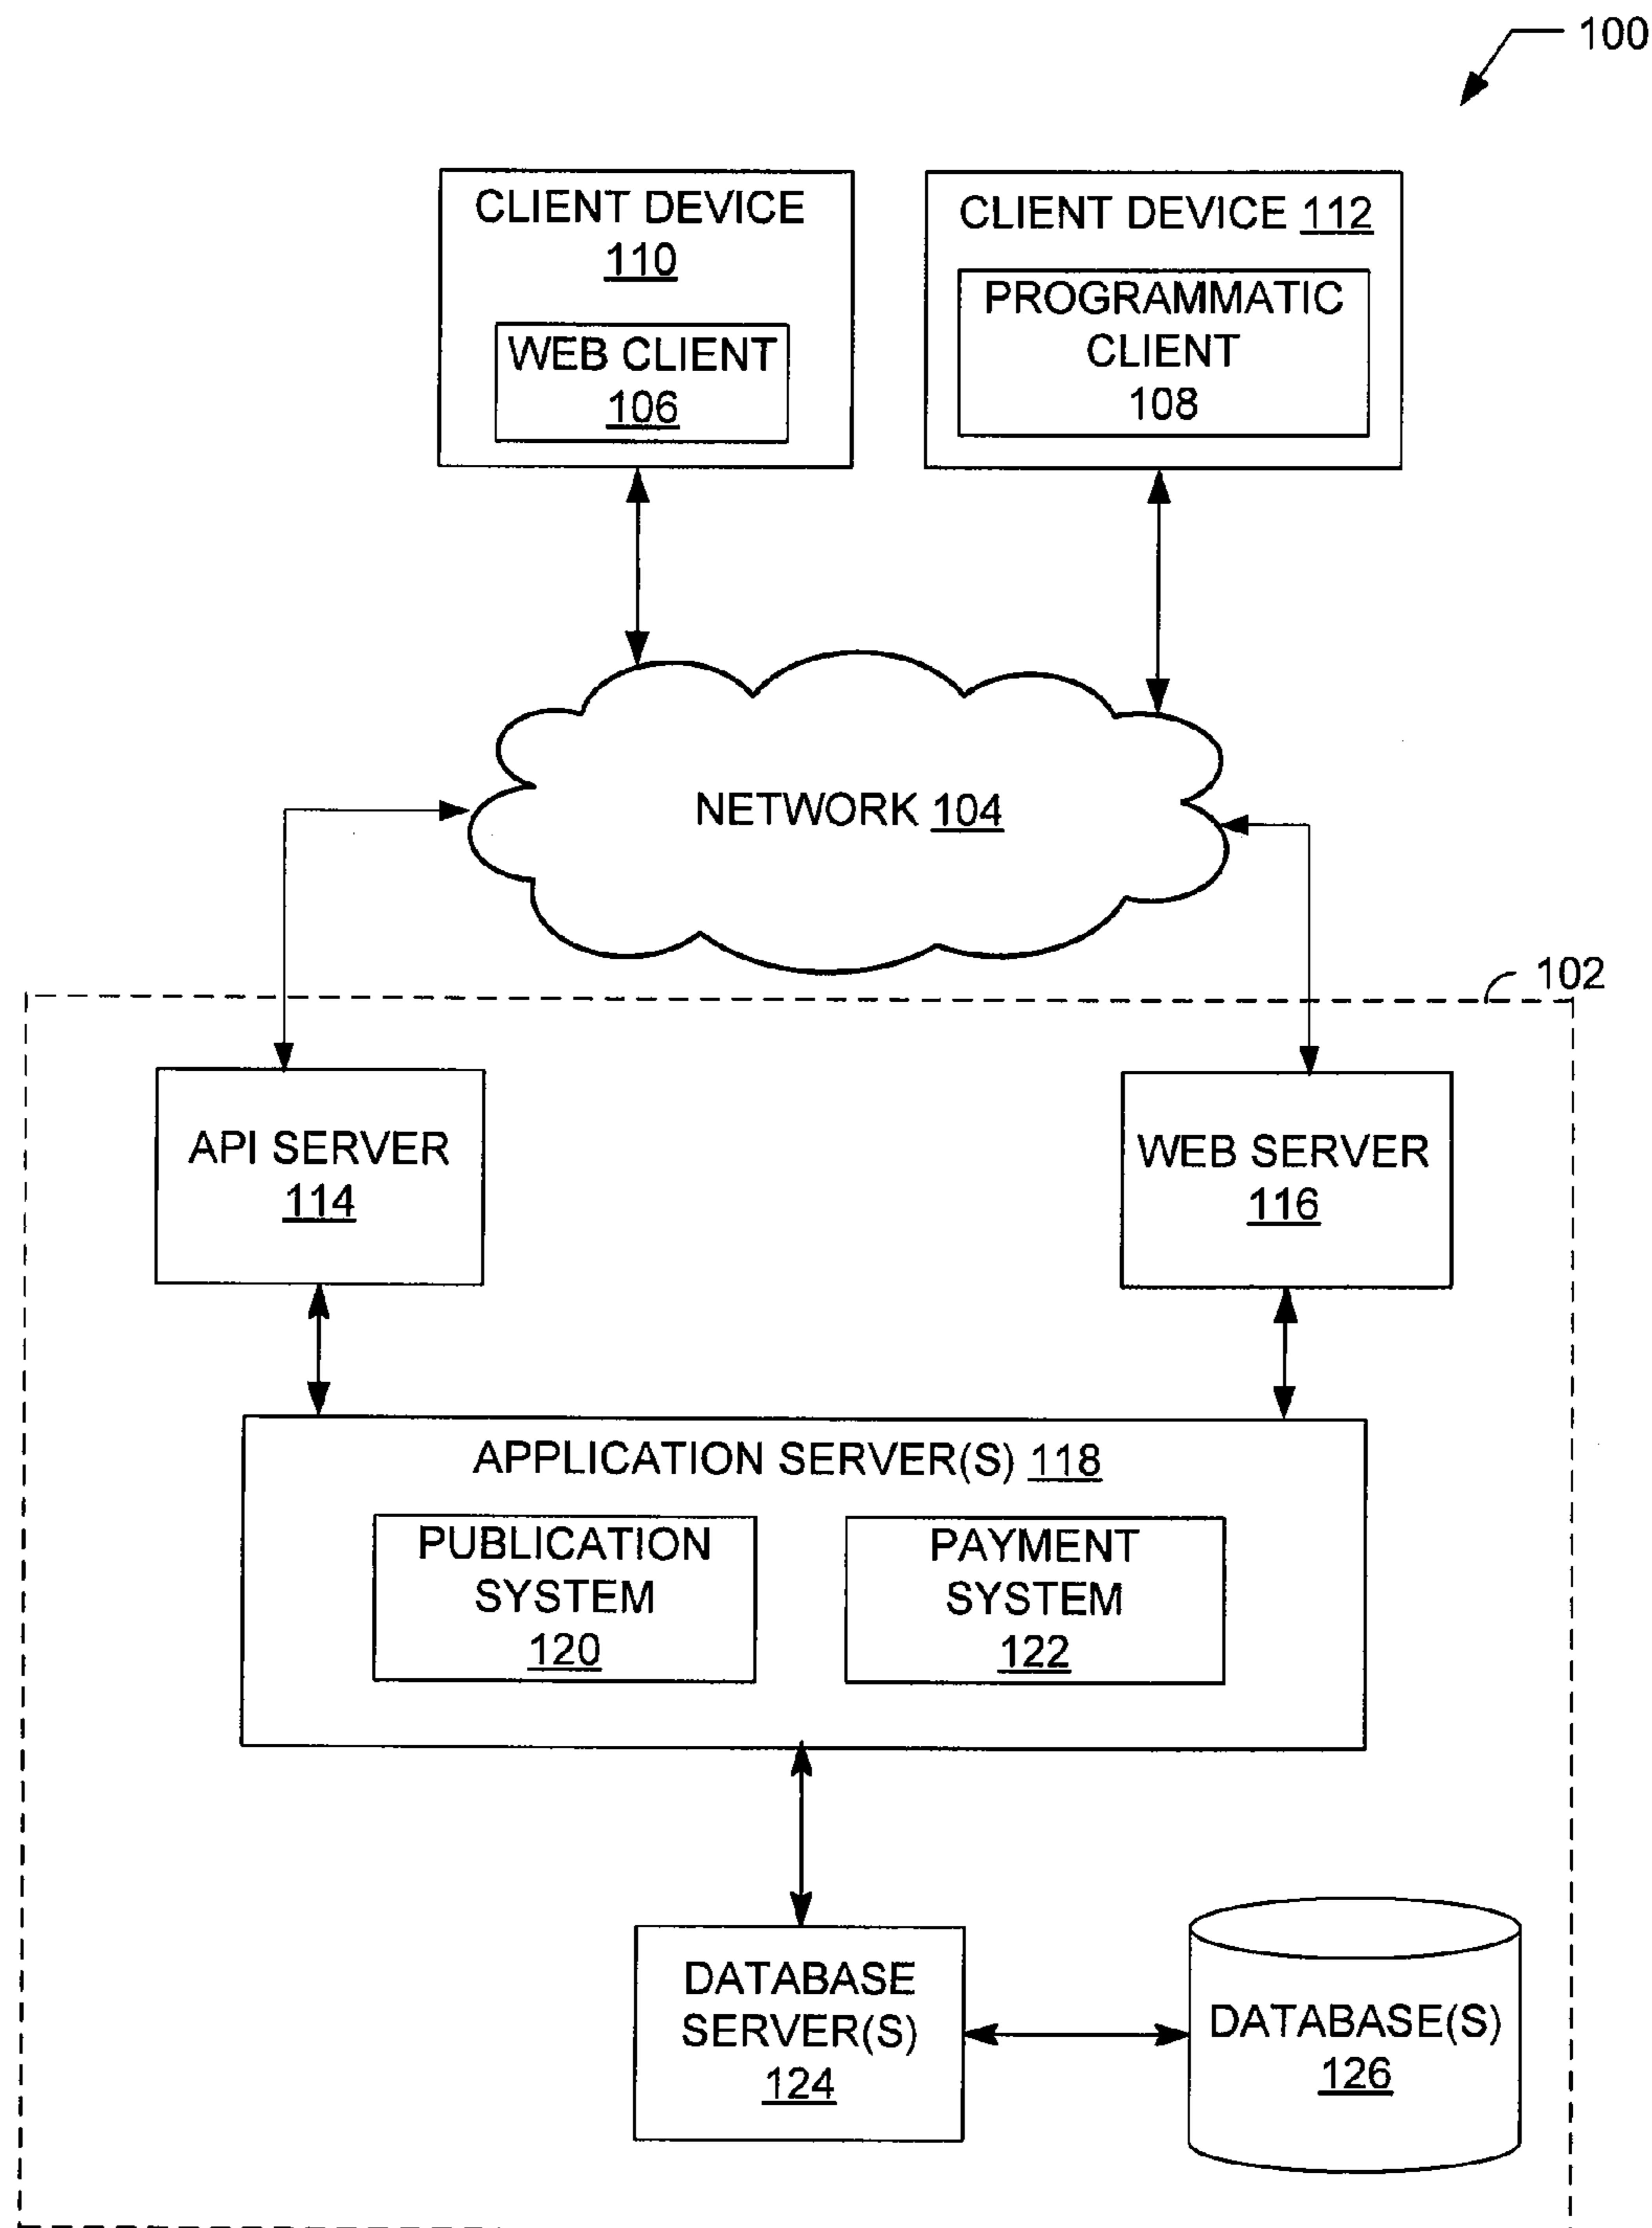 100
CLIENT DEVICE
110
WEB CLIENT
106
CLIENT DEVICE 112
PROGRAMMATIC
CLIENT
108
NETWORK 104
102
API SERVER
114
WEB SERVER
116
APPLICATION SERVER(S) 118
PUBLICATION
SYSTEM
120
PAYMENT
SYSTEM
122
DATABASE
SERVER(S)
124
DATABASE(S)
126